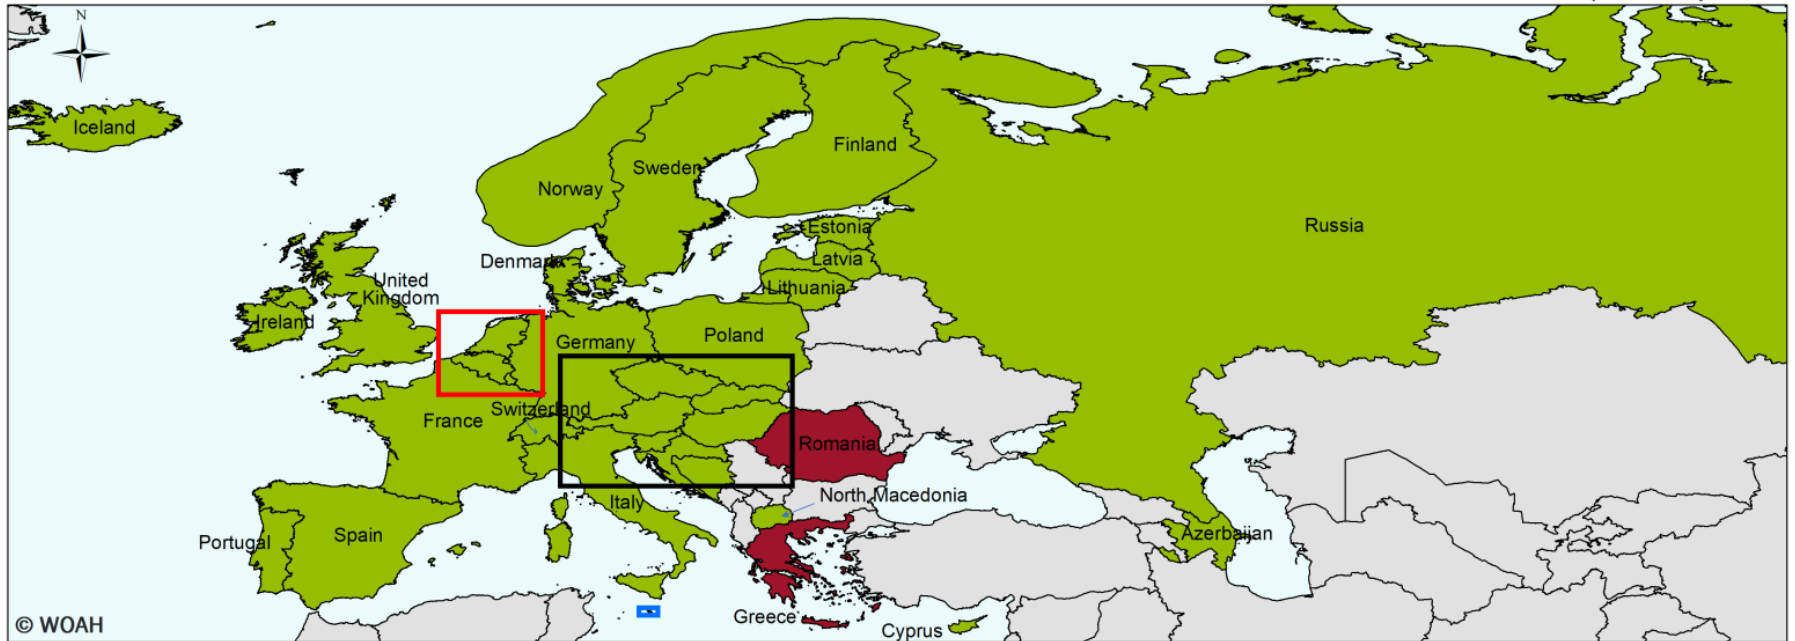 N
Iceland
Finland
Sweden
Norway
Russia
Estonia
Latvia
Denmark
Lithuania
United
Kingdom
Ireland
Poland
Germany
Switzerland
France
Romania
North Macedonia
Italy
Portugal
Spain
Azerbaijan
Greece
Cyprus
© WOAH